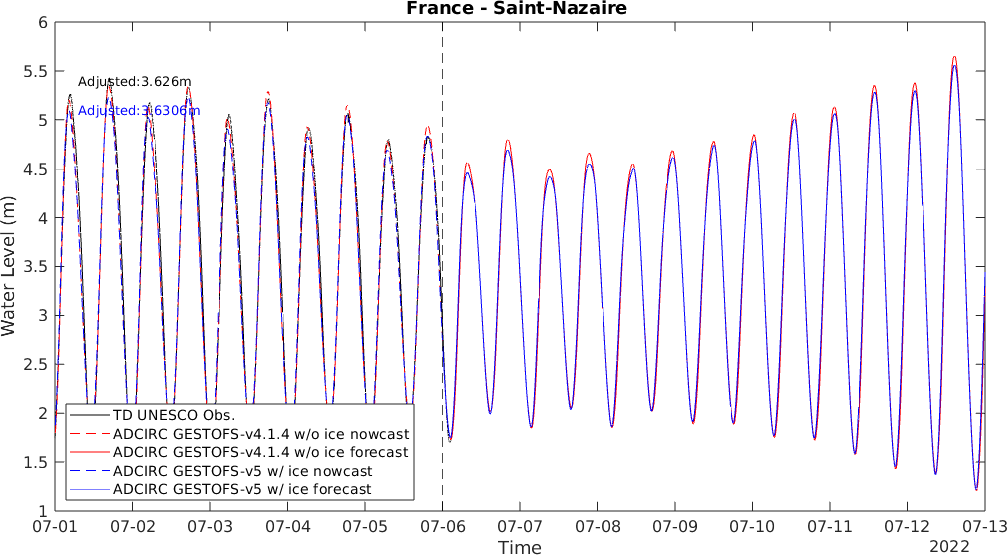 France - Saint-Nazaire
Water Level (m)
6
5.5
5
4.5
4
3.5
3
2.5
2
1.5
1
Adjusted:3.626m
Adjusted:3.6306m
TD UNESCO Obs.
ADCIRC GESTOFS-v4.1.4 w/o ice nowcast
ADCIRC GESTOFS-v4.1.4 w/o ice forecast
ADCIRC GESTOFS-v5 w/ ice nowcast
ADCIRC GESTOFS-v5 w/ ice forecast
07-01 07-02 07-03 07-04 07-05 07-06 07-07 07-08 07-09 07-10 07-11 07-12 07-13
Time
2022